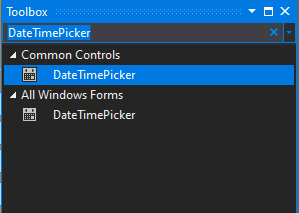 Toolbox
DateTimePicker
Common Controls
DateTimePicker
All Windows Forms
DateTimePicker